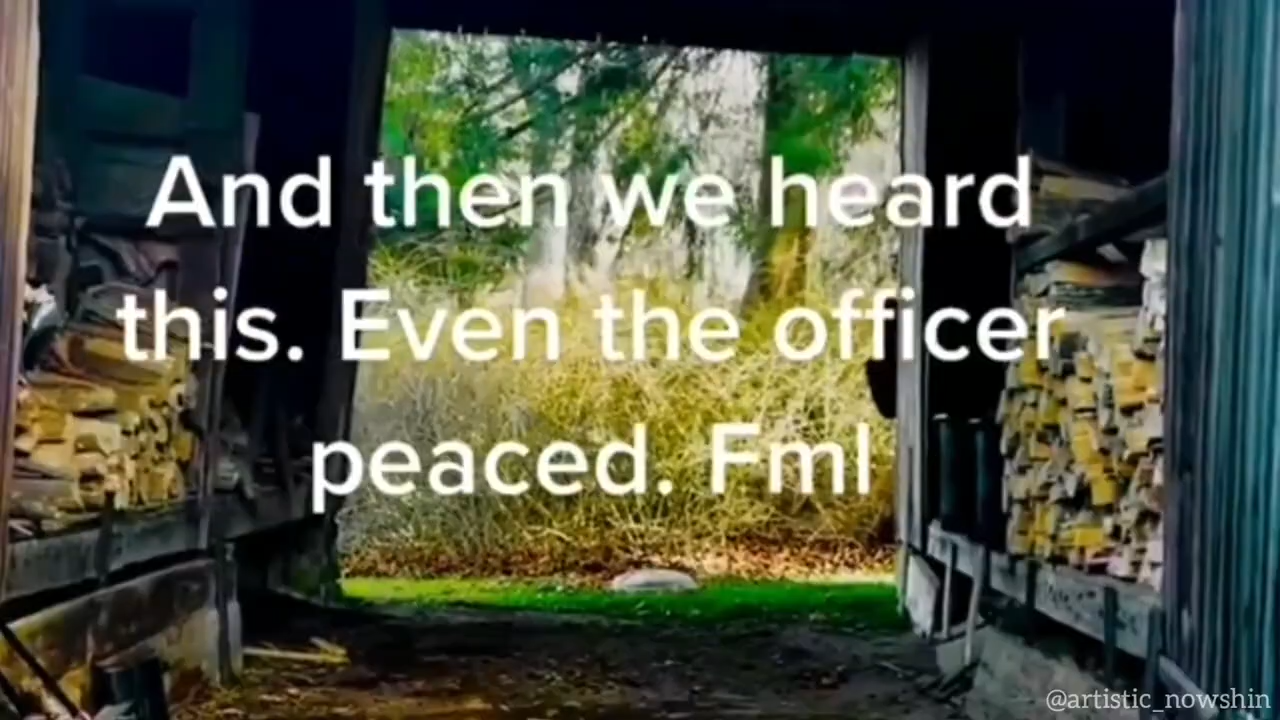 And then we heard
this. Even the officer
peaced. Fml
@artistic_nowshin